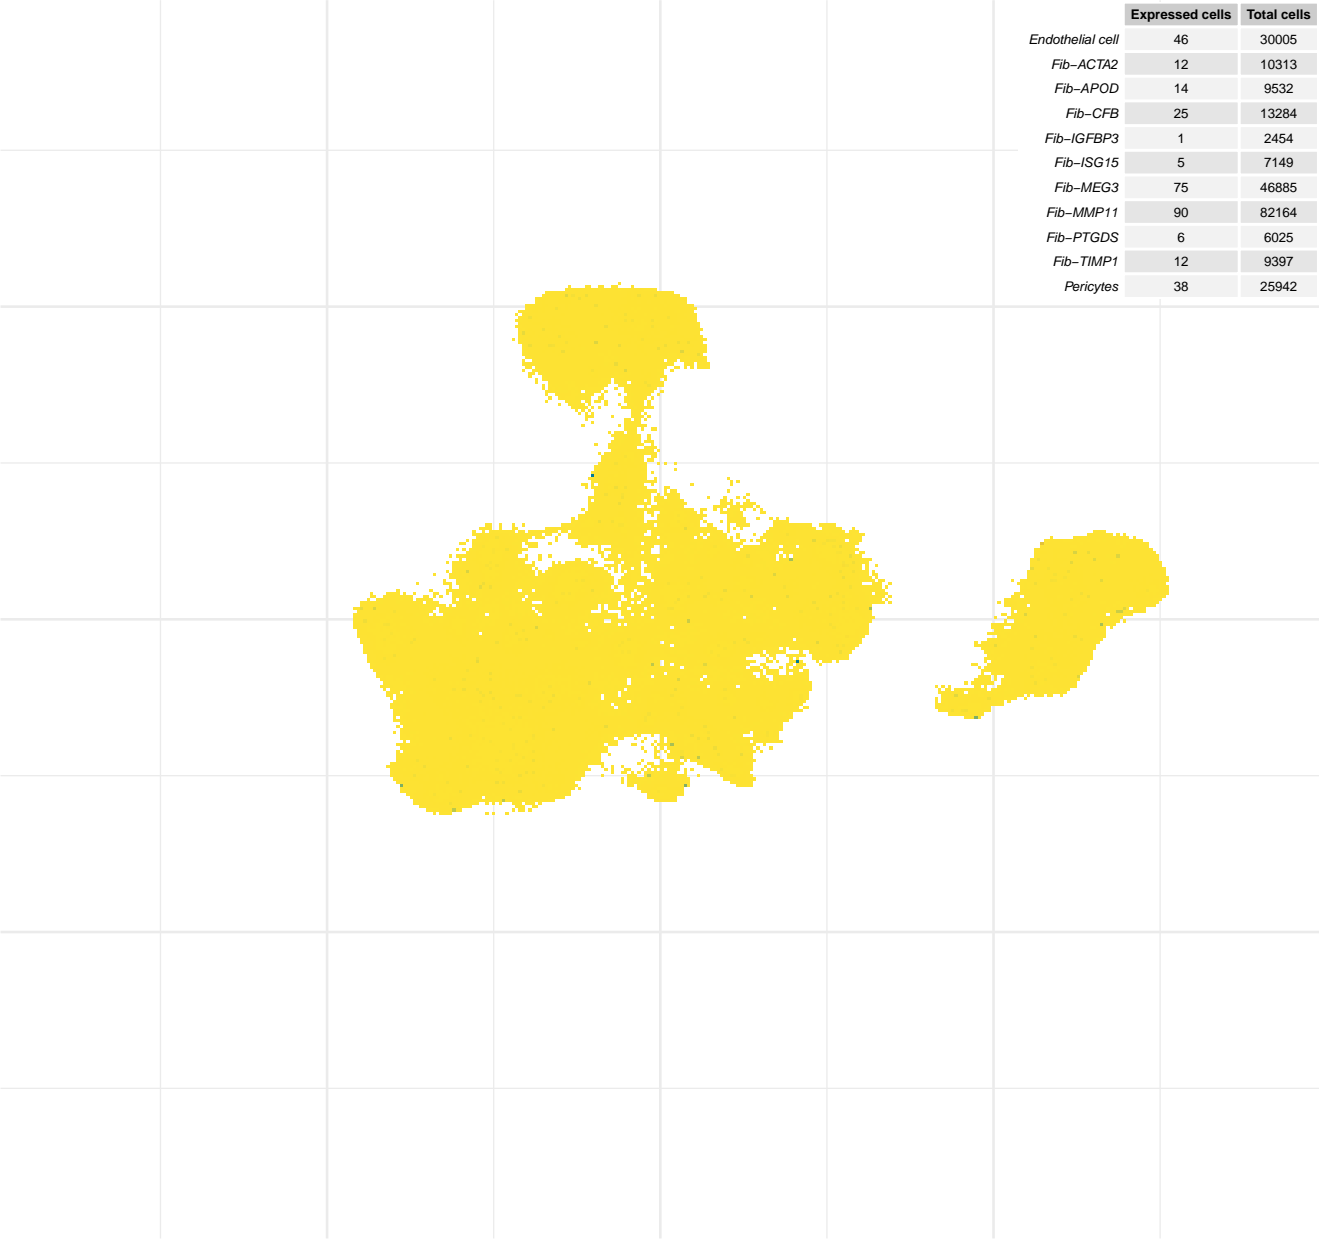 Expressed cells Total cells
Endothelial cell 46 30005
Fib−ACTA2 12 10313
Fib−APOD 14 9532
Fib−CFB 25 13284
Fib−IGFBP3 1 2454
Fib−ISG15 5 7149
Fib−MEG3 75 46885
Fib−MMP11 90 82164
Fib−PTGDS 6 6025
Fib−TIMP1 12 9397
Pericytes 38 25942